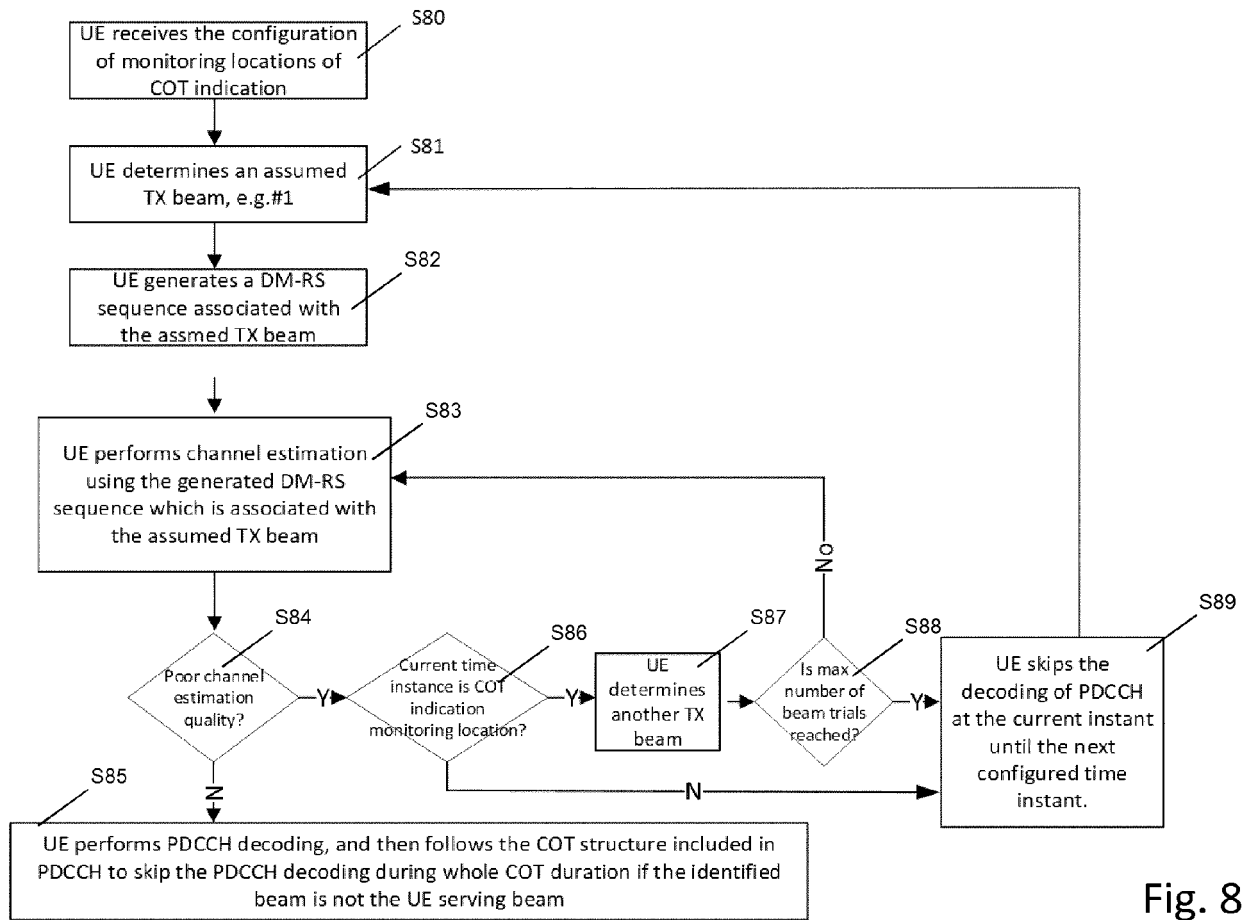 S80
UE receives the configuration
of monitoring locations of
COT indication
S81
UE determines an assumed
TX beam, e.g.#1
S82
UE generates a DM-RS
sequence associated with
the assmed TX beam
S83
UE performs channel estimation
using the generated DM-RS
sequence which is associated with
the assumed TX beam
No
S84
Poor channel
estimation
quality?
Y
S86
Current time
instance is COT
indication
monitoring location?
Y
S87
UE
determines
another TX
beam
S88
Is max
number of
beam trials
reached?
Y
S89
UE skips the
decoding of PDCCH
at the current instant
until the next
configured time
instant.
N
N
S85
UE performs PDCCH decoding, and then follows the COT structure included in
PDCCH to skip the PDCCH decoding during whole COT duration if the identified
beam is not the UE serving beam
Fig. 8